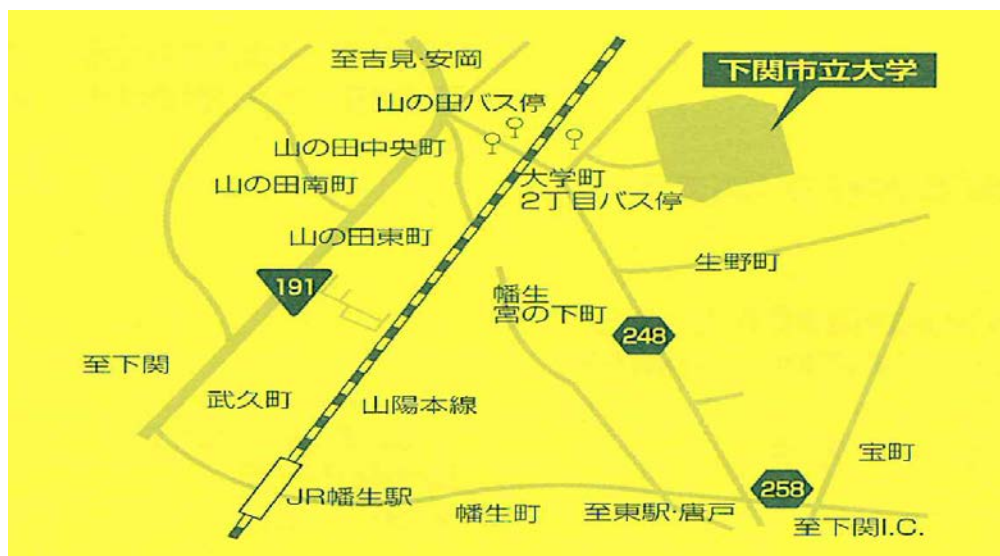 至吉見・安岡
下関市立大学
山の田バス停
山の田中央町
大学町
2丁目バス停
山の田南町
山の田東町
生野町
191
幡生
宮の下町
248
至下関
武久町
山陽本線
宝町
258
JR幡生駅
幡生町
至東駅・唐戸
至下関I.C.